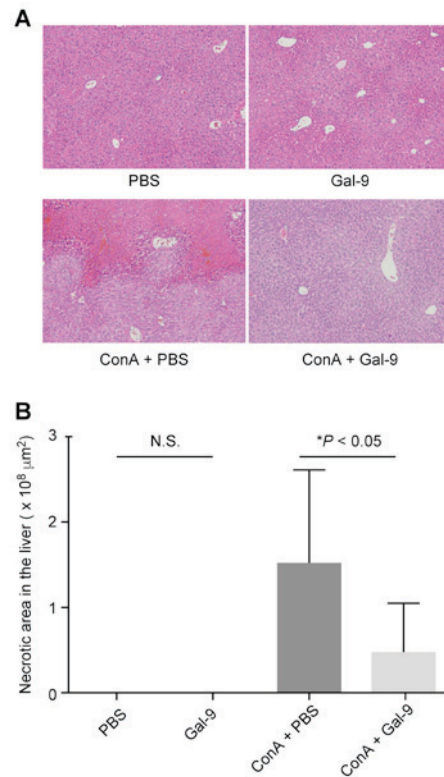 A
PBS
Gal-9
ConA + PBS
ConA + Gal-9
B
Necrotic area in the liver ( x 10⁸ µm²)
3
2
1
0
N.S.
*P < 0.05
PBS
Gal-9
ConA + PBS
ConA + Gal-9